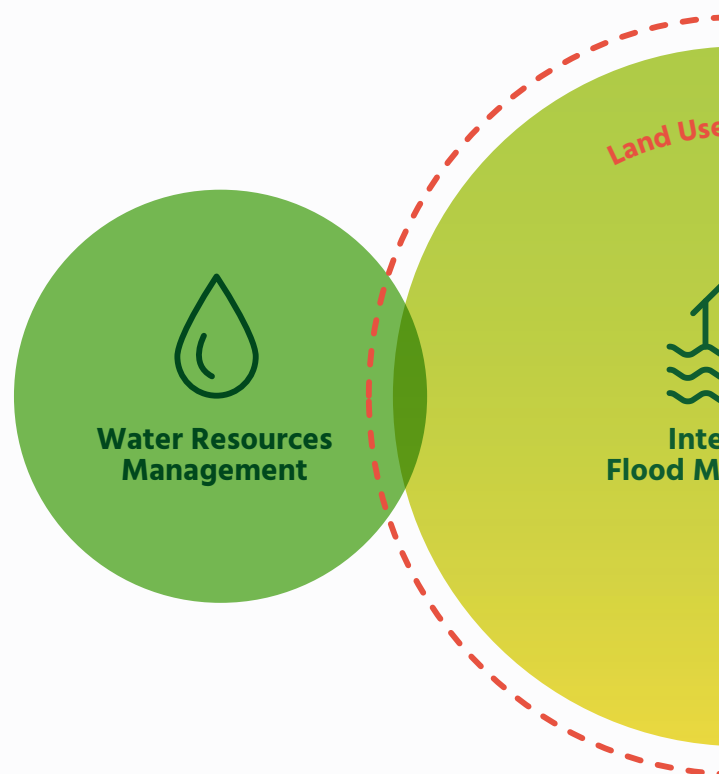 Land Use
Water Resources
Management
Inte
Flood M